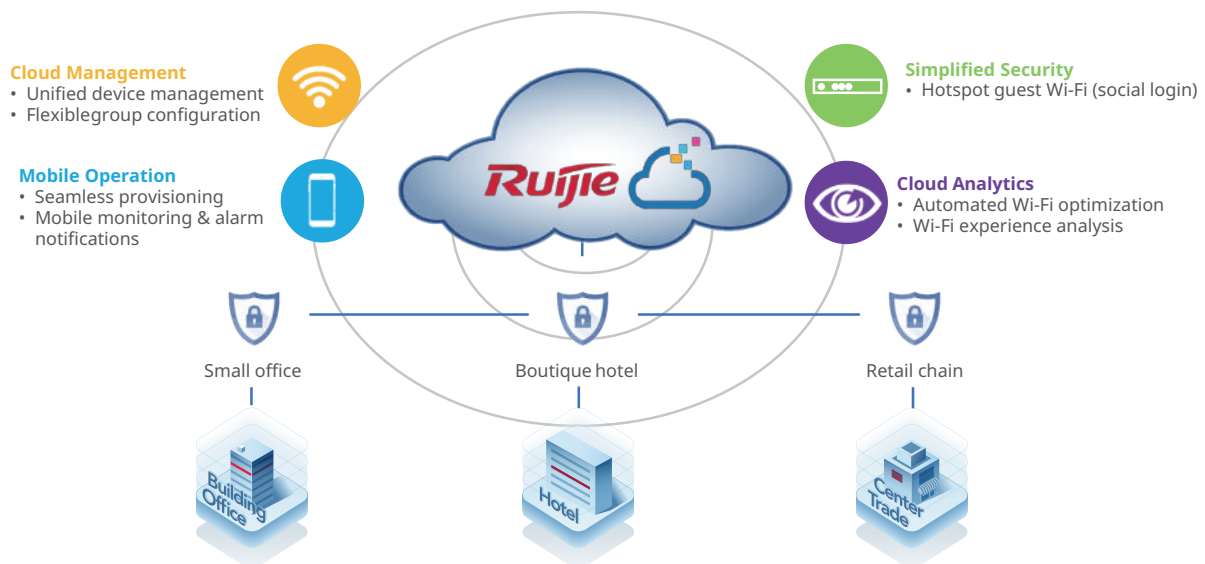 Cloud Management
• Unified device management
• Flexiblegroup configuration
Mobile Operation
• Seamless provisioning
• Mobile monitoring & alarm
notifications
Ruijie
Simplified Security
• Hotspot guest Wi-Fi (social login)
Cloud Analytics
• Automated Wi-Fi optimization
• Wi-Fi experience analysis
Small office
Boutique hotel
Retail chain
Building
Office
Hotel
Center
Trade